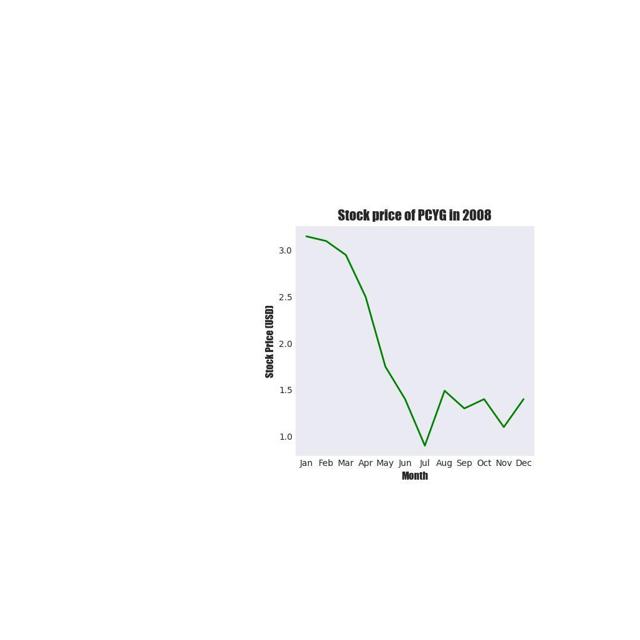 Stock price of PCYG in 2008
Stock Price (USD)
3.0
2.5
2.0
1.5
1.0
Jan Feb Mar Apr May Jun Jul Aug Sep Oct Nov Dec
Month